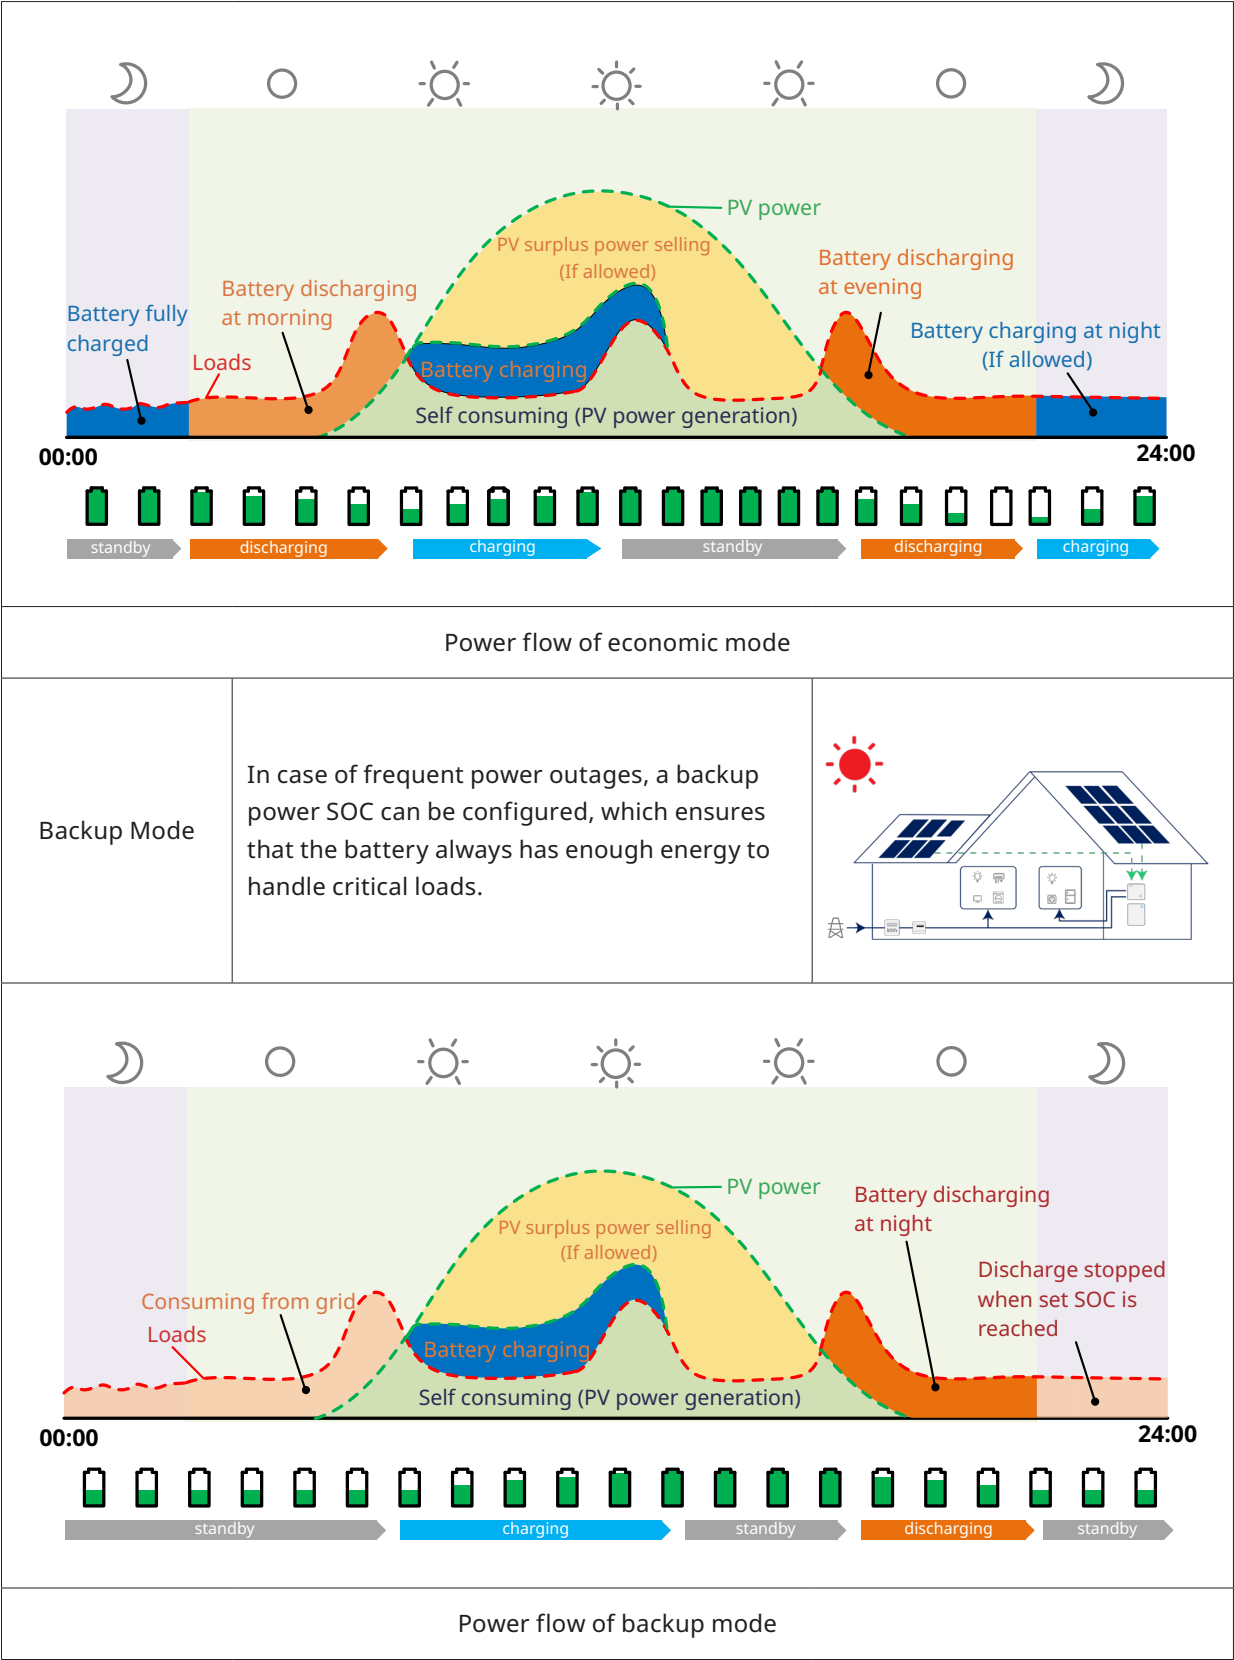 PV power
PV surplus power selling
(If allowed)
Battery discharging
at evening
Battery discharging
at morning
Battery fully
charged
Battery charging at night
(If allowed)
Loads
Battery charging
Self consuming (PV power generation)
00:00
24:00
standby
discharging
charging
standby
discharging
charging
Power flow of economic mode
Backup Mode
In case of frequent power outages, a backup
power SOC can be configured, which ensures
that the battery always has enough energy to
handle critical loads.
PV power
Battery discharging
at night
PV surplus power selling
(If allowed)
Discharge stopped
when set SOC is
reached
Consuming from grid
Loads
Battery charging
Self consuming (PV power generation)
00:00
24:00
standby
charging
standby
discharging
standby
Power flow of backup mode